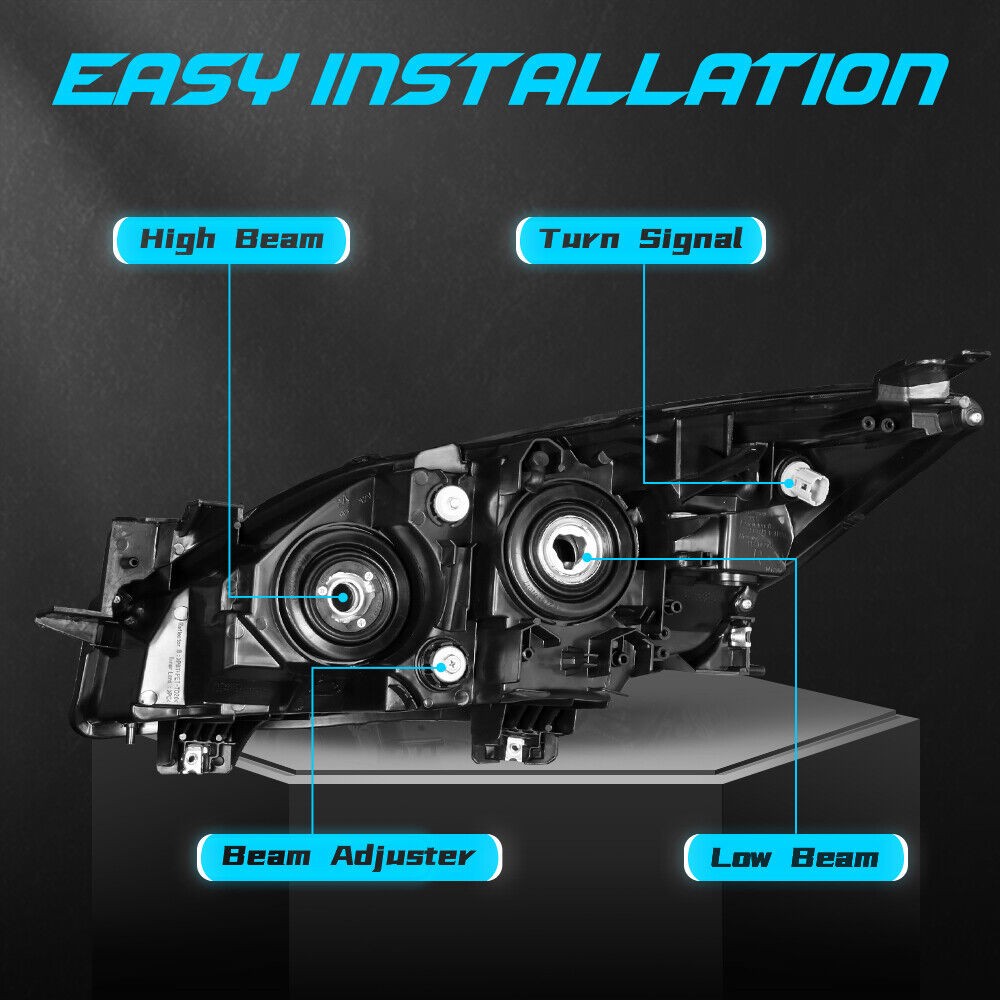 EASY INSTALLATION
High Beam
Turn Signal
Beam Adjuster
Low Beam